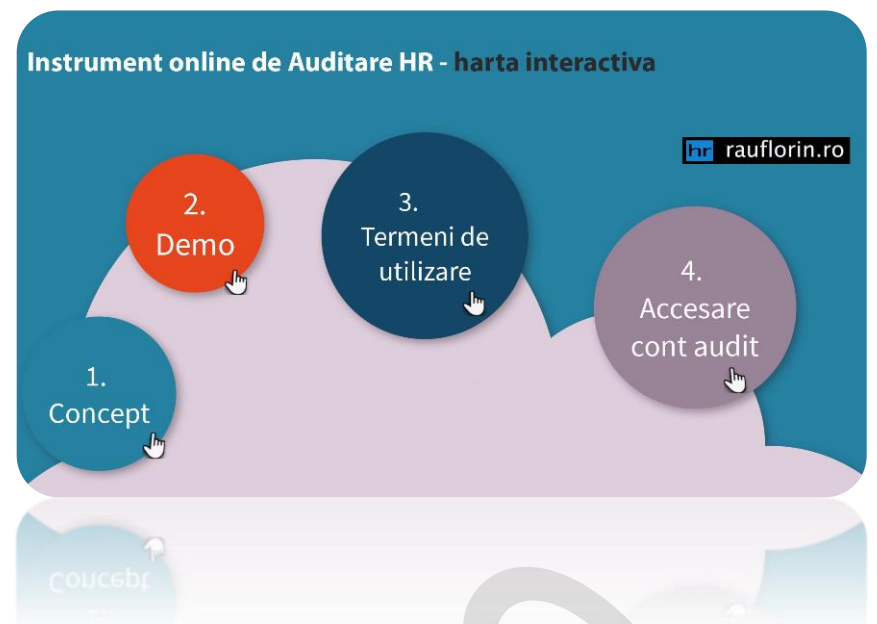 Instrument online de Auditare HR - harta interactiva
hr rauflorin.ro
2.
Demo
3.
Termeni de
utilizare
4.
Accesare
cont audit
1.
Concept
Concept